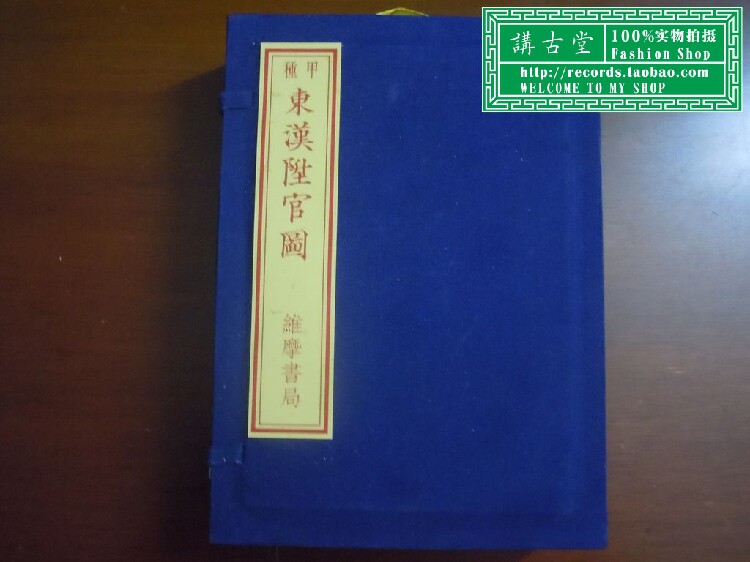 甲種
東漢陞官圖
維摩書局
講古堂
100%实物拍摄
Fashion Shop
http://records.taobao.com
WELCOME TO MY SHOP